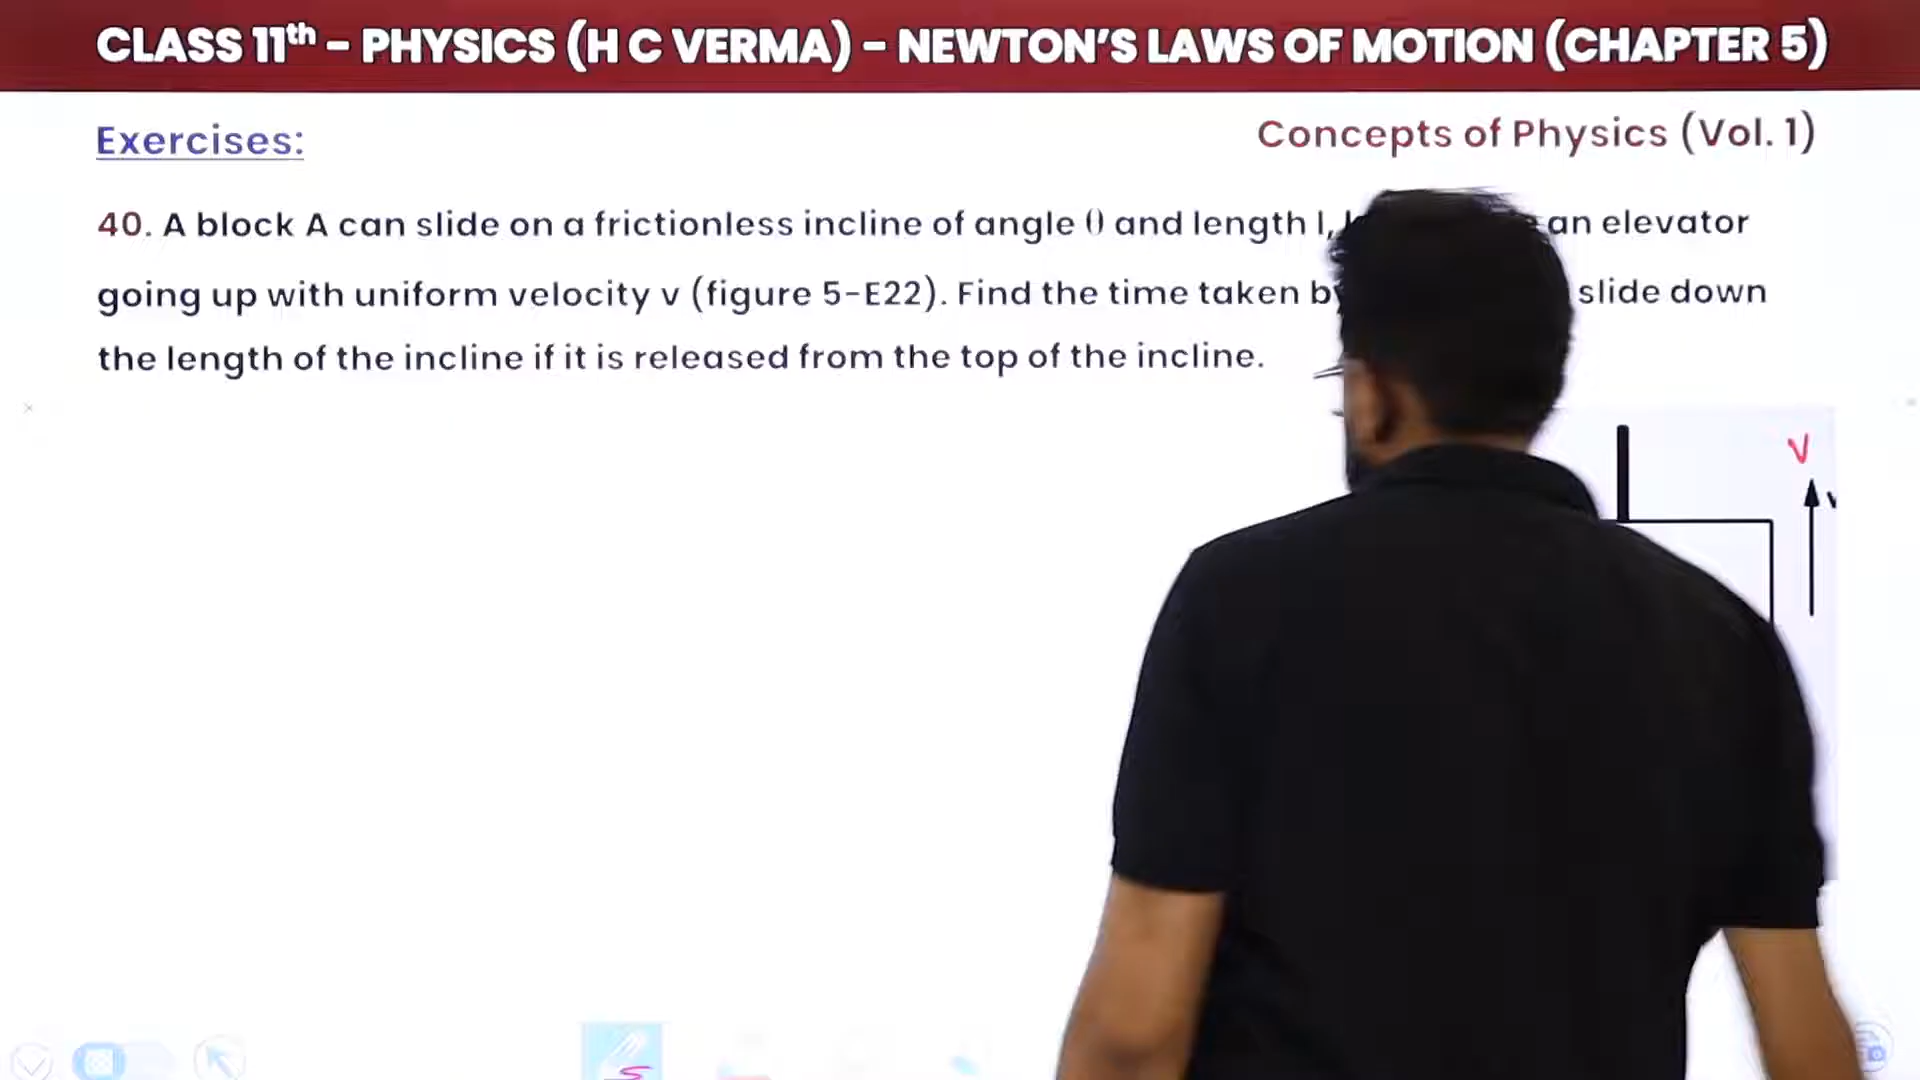 CLASS 11th – PHYSICS (H C VERMA) – NEWTON'S LAWS OF MOTION (CHAPTER 5)
Exercises:
Concepts of Physics (Vol. 1)
40. A block A can slide on a frictionless incline of angle θ and length l, an elevator
going up with uniform velocity v (figure 5-E22). Find the time taken by slide down
the length of the incline if it is released from the top of the incline.
V
v